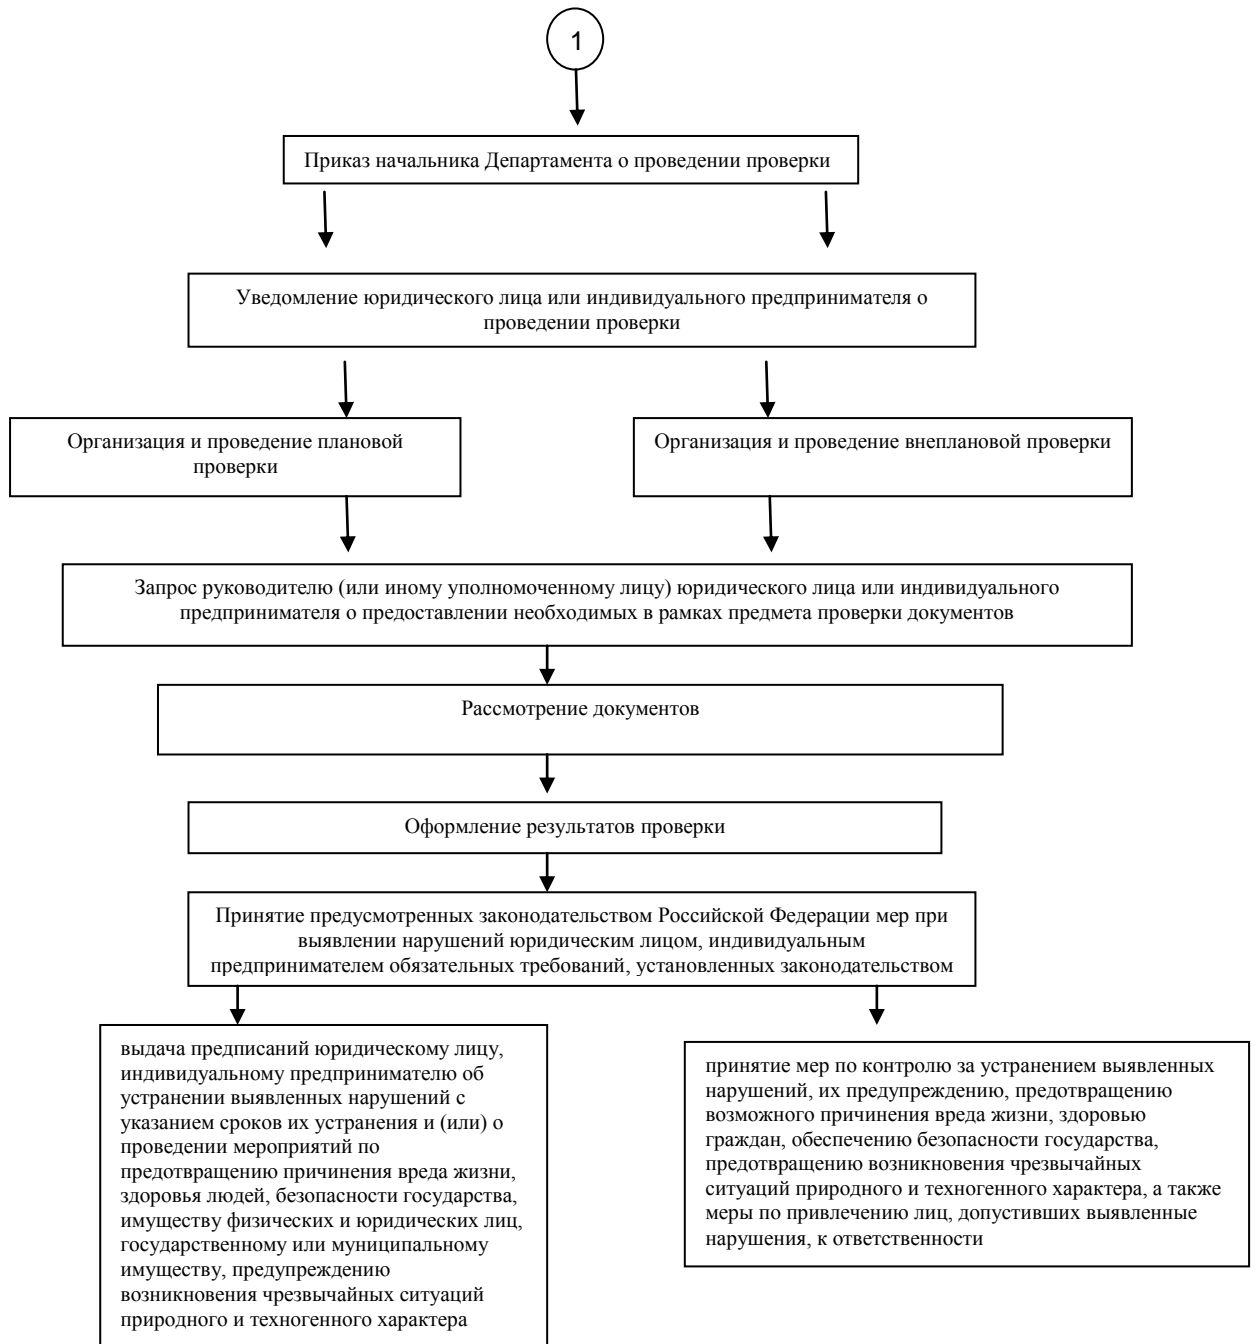 1
Приказ начальника Департамента о проведении проверки
Уведомление юридического лица или индивидуального предпринимателя о
проведении проверки
Организация и проведение плановой
проверки
Организация и проведение внеплановой проверки
Запрос руководителю (или иному уполномоченному лицу) юридического лица или индивидуального
предпринимателя о предоставлении необходимых в рамках предмета проверки документов
Рассмотрение документов
Оформление результатов проверки
Принятие предусмотренных законодательством Российской Федерации мер при
выявлении нарушений юридическим лицом, индивидуальным
предпринимателем обязательных требований, установленных законодательством
выдача предписаний юридическому лицу,
индивидуальному предпринимателю об
устранении выявленных нарушений с
указанием сроков их устранения и (или) о
проведении мероприятий по
предотвращению причинения вреда жизни,
здоровья людей, безопасности государства,
имуществу физических и юридических лиц,
государственному или муниципальному
имуществу, предупреждению
возникновения чрезвычайных ситуаций
природного и техногенного характера
принятие мер по контролю за устранением выявленных
нарушений, их предупреждению, предотвращению
возможного причинения вреда жизни, здоровью
граждан, обеспечению безопасности государства,
предотвращению возникновения чрезвычайных
ситуаций природного и техногенного характера, а также
меры по привлечению лиц, допустивших выявленные
нарушения, к ответственности